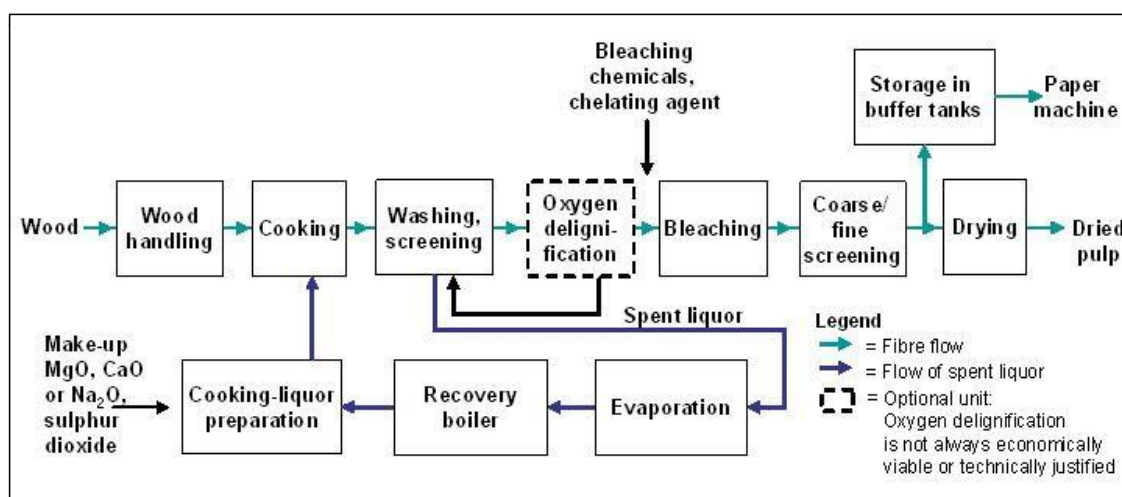 Bleaching
chemicals,
chelating agent
Storage in
buffer tanks
Paper
machine
Wood
Wood
handling
Cooking
Washing,
screening
Oxygen
deligni-
fication
Bleaching
Coarse/
fine
screening
Drying
Dried
pulp
Spent liquor
Make-up
MgO, CaO
or Na₂O,
sulphur
dioxide
Cooking-liquor
preparation
Recovery
boiler
Evaporation
Legend
= Fibre flow
= Flow of spent liquor
= Optional unit:
Oxygen delignification
is not always economically
viable or technically justified